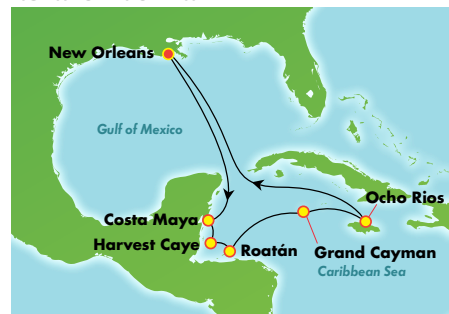 New Orleans
Gulf of Mexico
Ocho Rios
Costa Maya
Harvest Caye
Roatán
Grand Cayman
Caribbean Sea